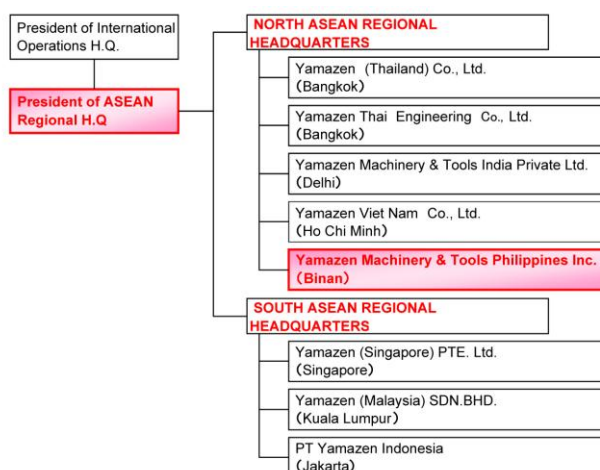 President of International
Operations H.Q.
President of ASEAN
Regional H.Q
NORTH ASEAN REGIONAL
HEADQUARTERS
Yamazen (Thailand) Co., Ltd.
(Bangkok)
Yamazen Thai Engineering Co., Ltd.
(Bangkok)
Yamazen Machinery & Tools India Private Ltd.
(Delhi)
Yamazen Viet Nam Co., Ltd.
(Ho Chi Minh)
Yamazen Machinery & Tools Philippines Inc.
(Binan)
SOUTH ASEAN REGIONAL
HEADQUARTERS
Yamazen (Singapore) PTE. Ltd.
(Singapore)
Yamazen (Malaysia) SDN.BHD.
(Kuala Lumpur)
PT Yamazen Indonesia
(Jakarta)